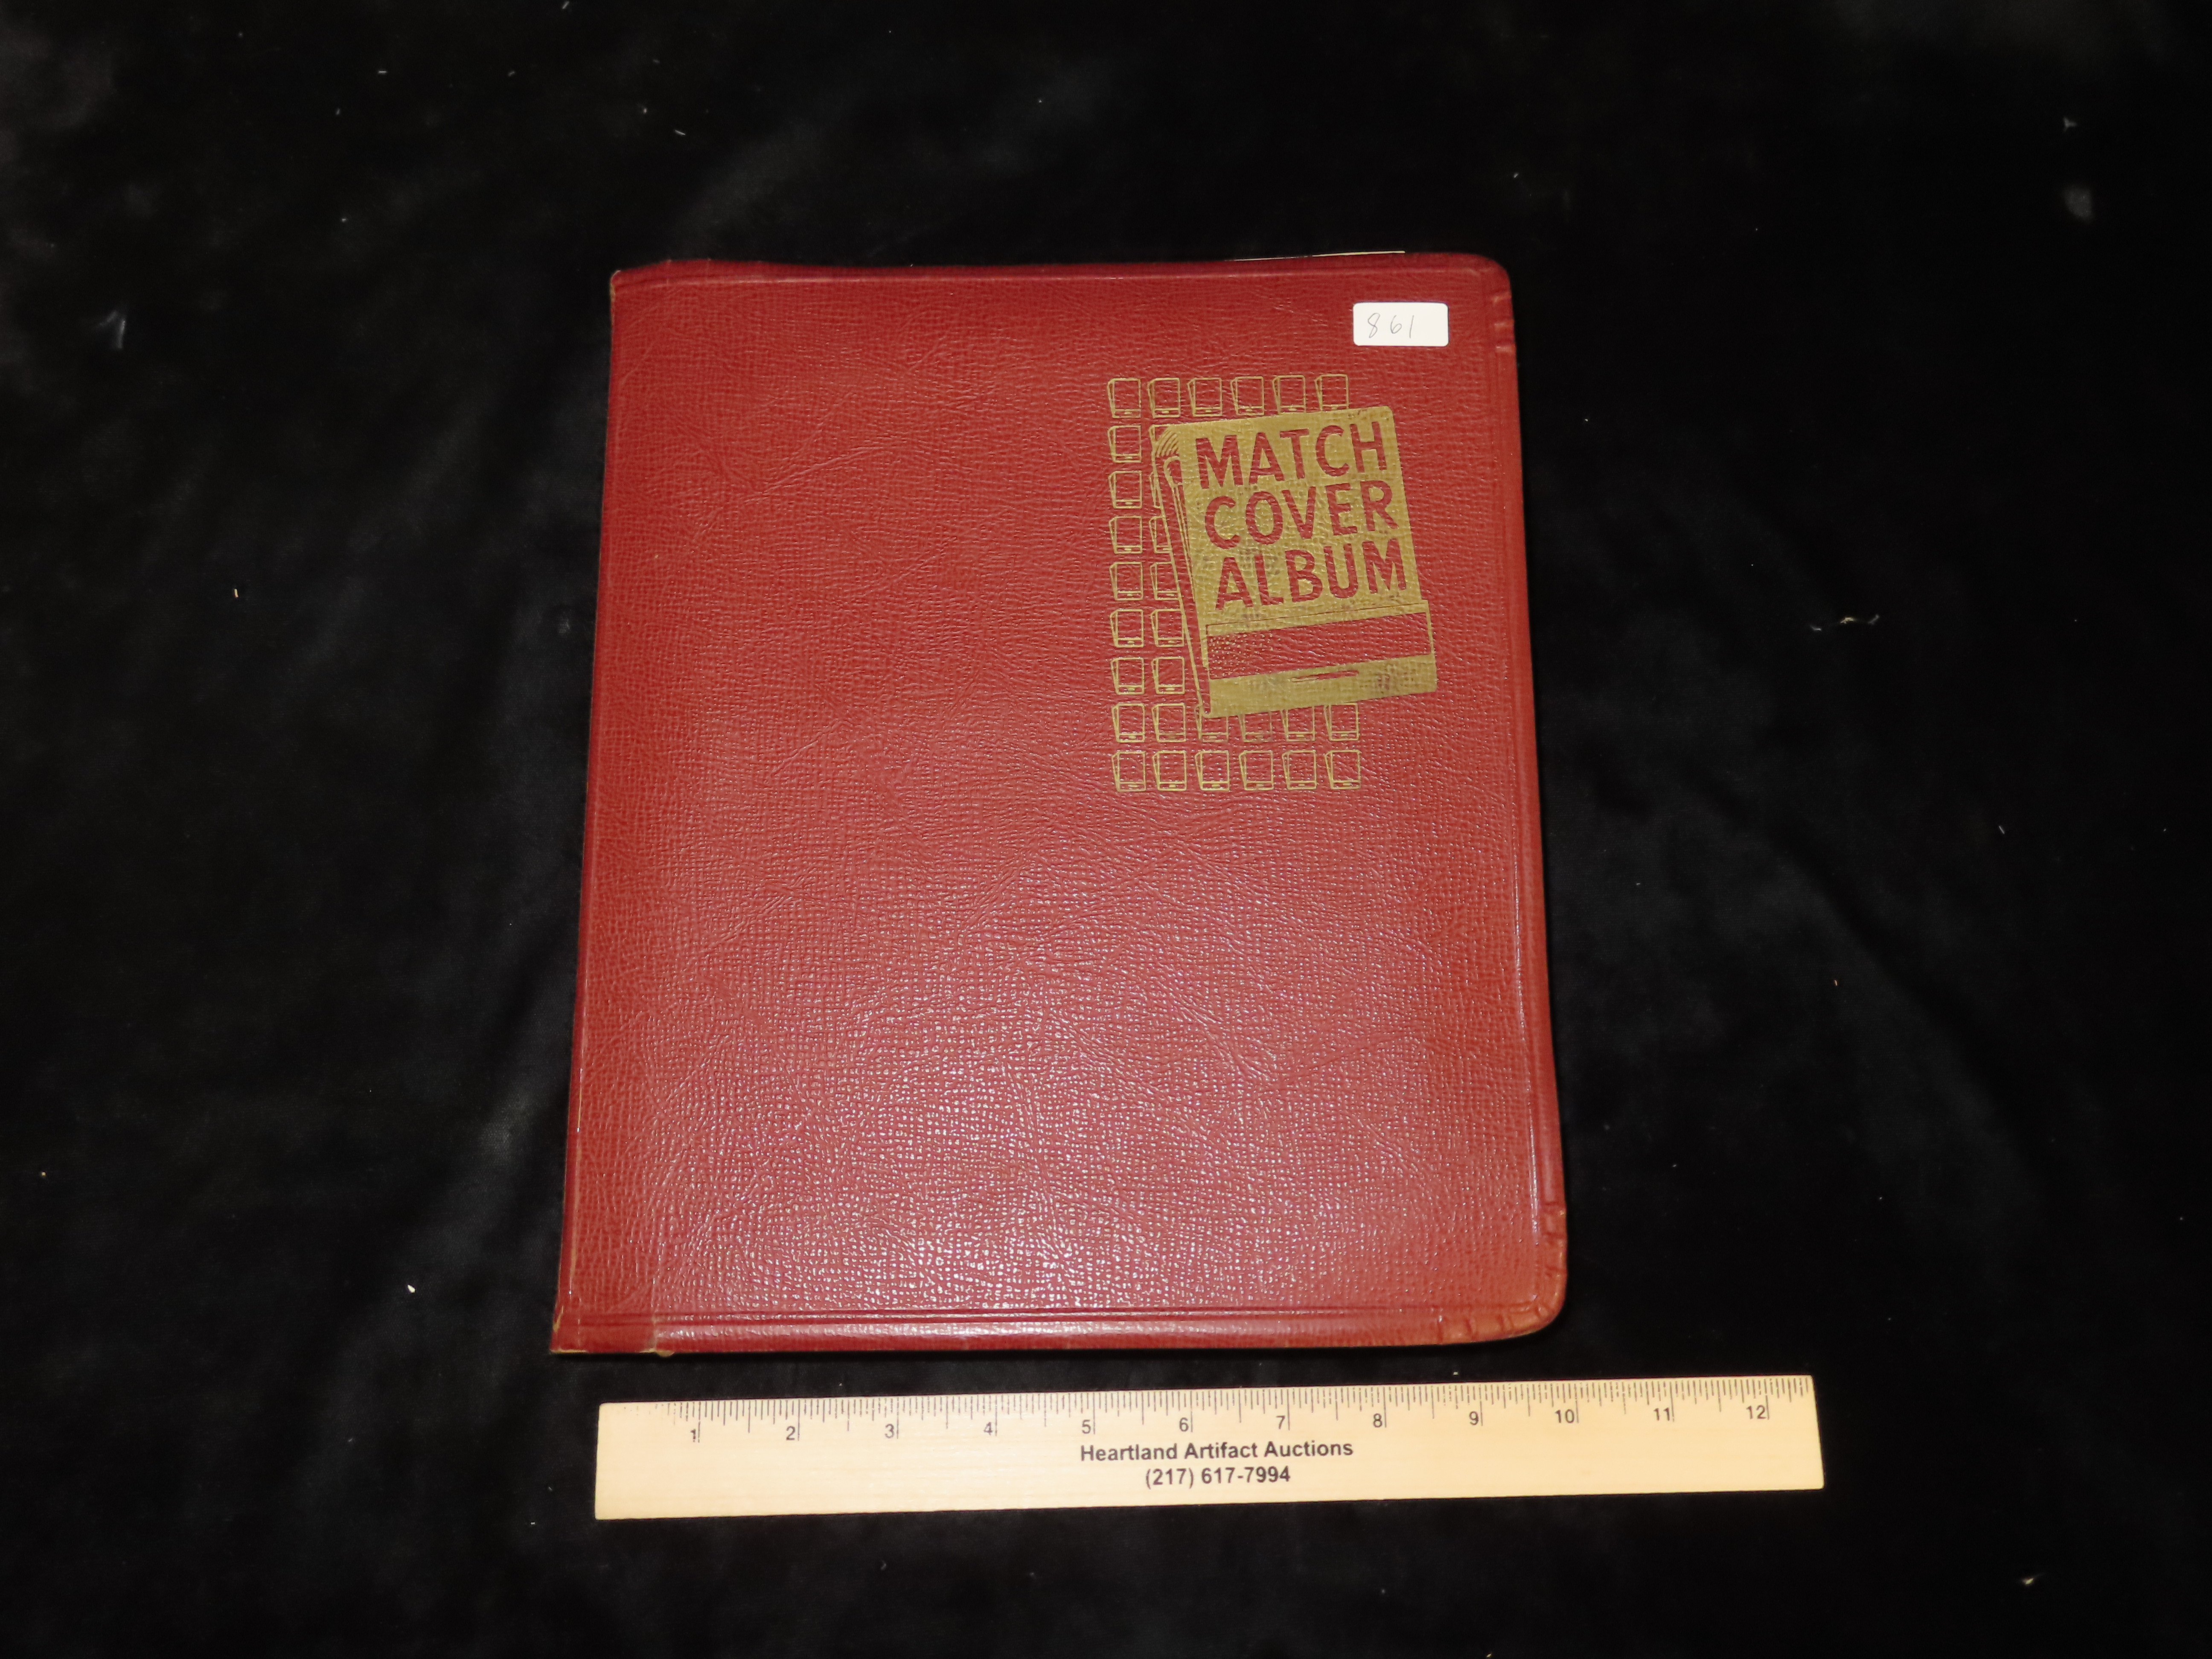 861
MATCH
COVER
ALBUM
1 2 3 4 5 6 7 8 9 10 11 12
Heartland Artifact Auctions
(217) 617-7994